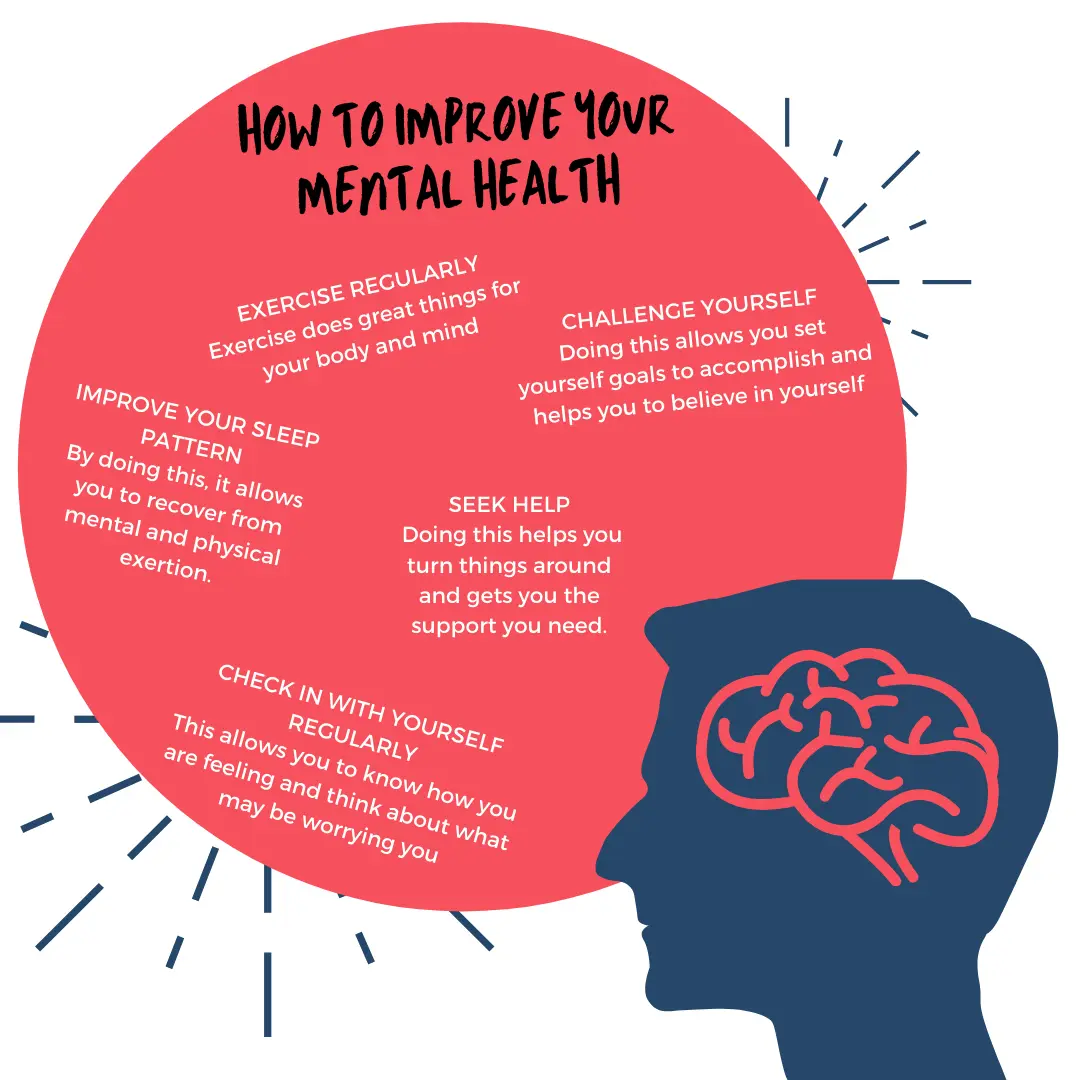 HOW TO IMPROVE YOUR
MENTAL HEALTH
EXERCISE REGULARLY
Exercise does great things for
your body and mind
CHALLENGE YOURSELF
Doing this allows you set
yourself goals to accomplish and
helps you to believe in yourself
IMPROVE YOUR SLEEP
PATTERN
By doing this, it allows
you to recover from
mental and physical
exertion.
SEEK HELP
Doing this helps you
turn things around
and gets you the
support you need.
CHECK IN WITH YOURSELF
REGULARLY
This allows you to know how you
are feeling and think about what
may be worrying you